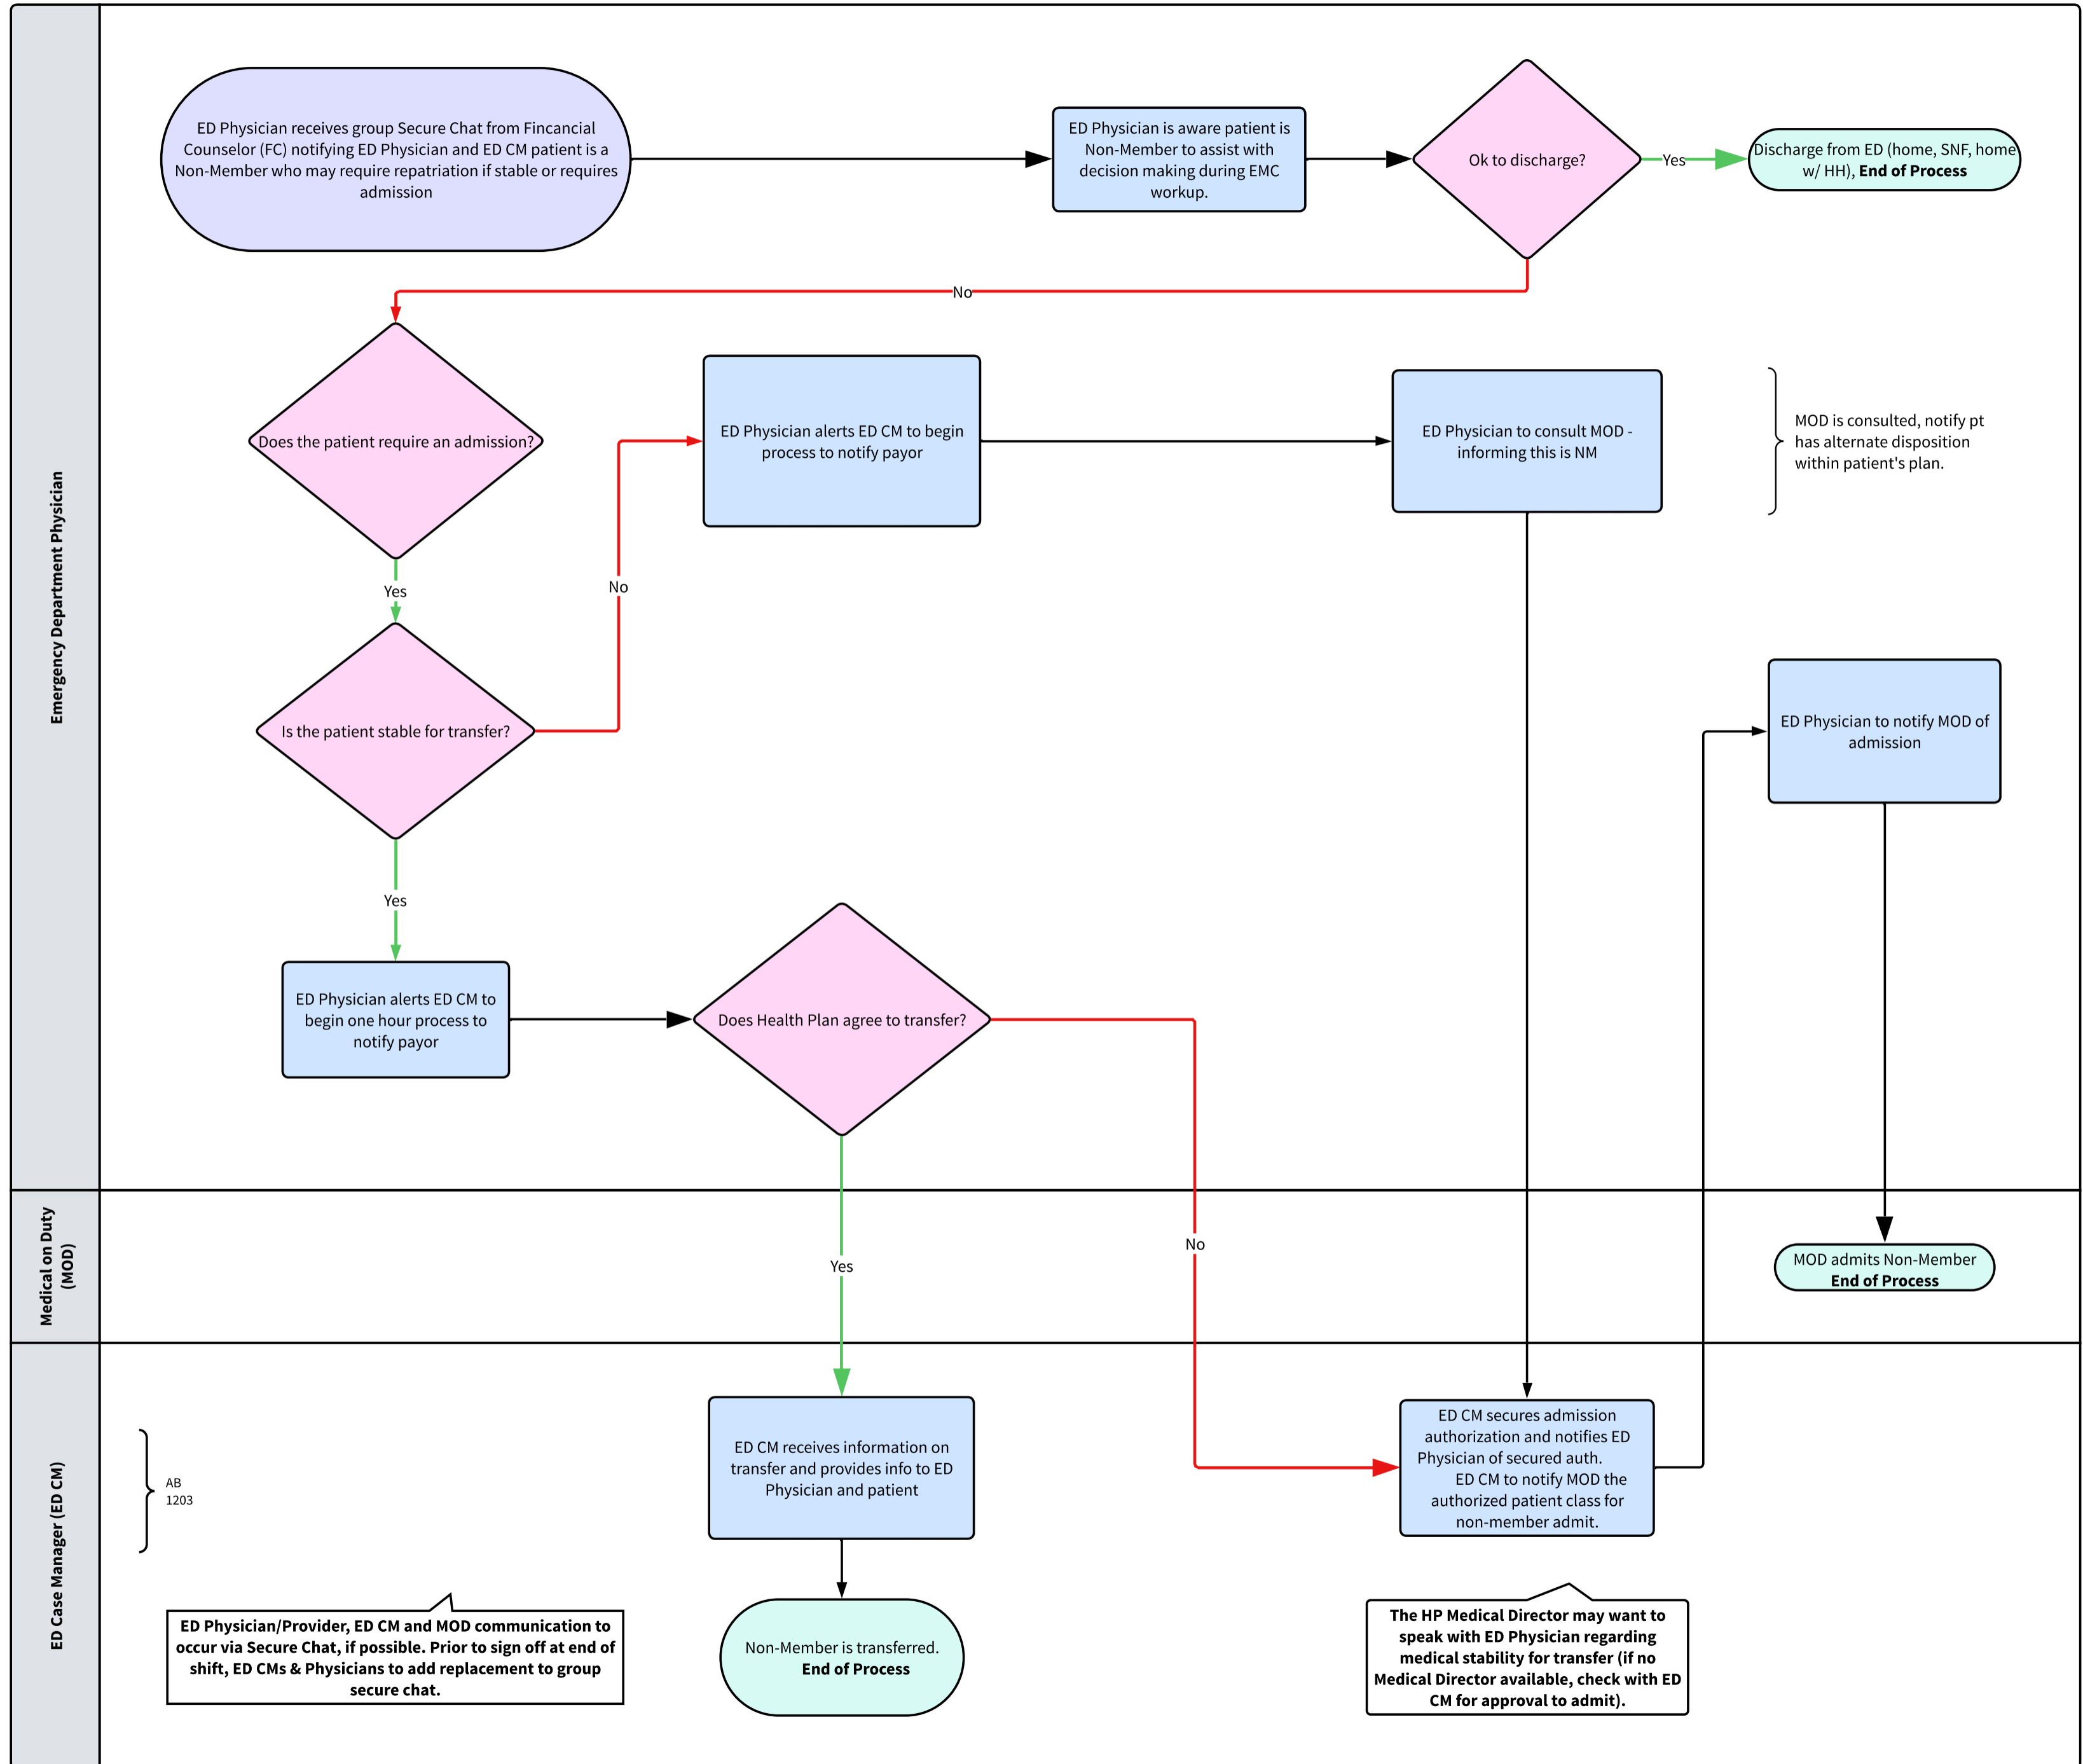 Emergency Department Physician
ED Physician receives group Secure Chat from Fincancial
Counselor (FC) notifying ED Physician and ED CM patient is a
Non-Member who may require repatriation if stable or requires
admission
ED Physician is aware patient is
Non-Member to assist with
decision making during EMC
workup.
Ok to discharge?
Yes
Discharge from ED (home, SNF, home
w/ HH), End of Process
No
Does the patient require an admission?
ED Physician alerts ED CM to begin
process to notify payor
ED Physician to consult MOD -
informing this is NM
MOD is consulted, notify pt
has alternate disposition
within patient's plan.
Yes
No
Is the patient stable for transfer?
ED Physician to notify MOD of
admission
Yes
ED Physician alerts ED CM to
begin one hour process to
notify payor
Does Health Plan agree to transfer?
Medical on Duty
(MOD)
Yes
No
MOD admits Non-Member
End of Process
ED Case Manager (ED CM)
AB
1203
ED CM receives information on
transfer and provides info to ED
Physician and patient
ED CM secures admission
authorization and notifies ED
Physician of secured auth.
ED CM to notify MOD the
authorized patient class for
non-member admit.
ED Physician/Provider, ED CM and MOD communication to
occur via Secure Chat, if possible. Prior to sign off at end of
shift, ED CMs & Physicians to add replacement to group
secure chat.
Non-Member is transferred.
End of Process
The HP Medical Director may want to
speak with ED Physician regarding
medical stability for transfer (if no
Medical Director available, check with ED
CM for approval to admit).